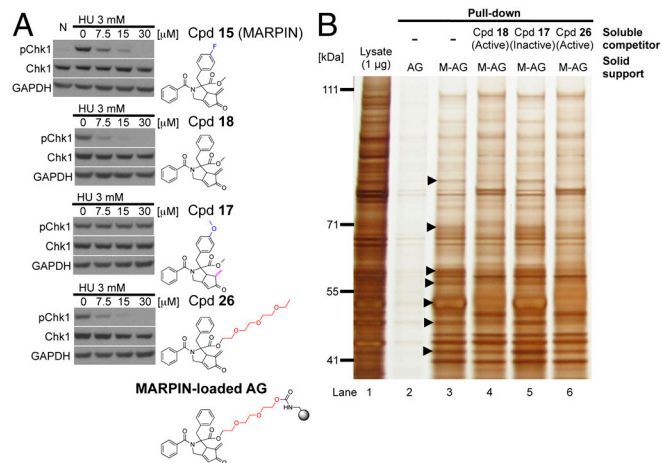 A
HU 3 mM
N 0 7.5 15 30 [μM]
Cpd 15 (MARPIN)
pChk1
Chk1
GAPDH
F
N
O
O
O
O
HU 3 mM
0 7.5 15 30 [μM]
Cpd 18
pChk1
Chk1
GAPDH
N
O
O
O
O
HU 3 mM
0 7.5 15 30 [μM]
Cpd 17
pChk1
Chk1
GAPDH
O
N
O
O
O
O
HU 3 mM
0 7.5 15 30 [μM]
Cpd 26
pChk1
Chk1
GAPDH
N
O
O
O
O
O
O
O
MARPIN-loaded AG
N
O
O
O
O
O
O
O
O
HN
B
Pull-down
[kDa]
Lysate
(1 μg)
–
–
Cpd 18
(Active)
Cpd 17
(Inactive)
Cpd 26
(Active)
Soluble
competitor
AG M-AG M-AG M-AG M-AG
Solid
support
111
71
55
41
Lane 1 2 3 4 5 6